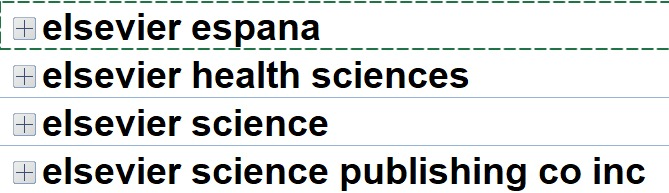 elsevier espana
elsevier health sciences
elsevier science
elsevier science publishing co inc